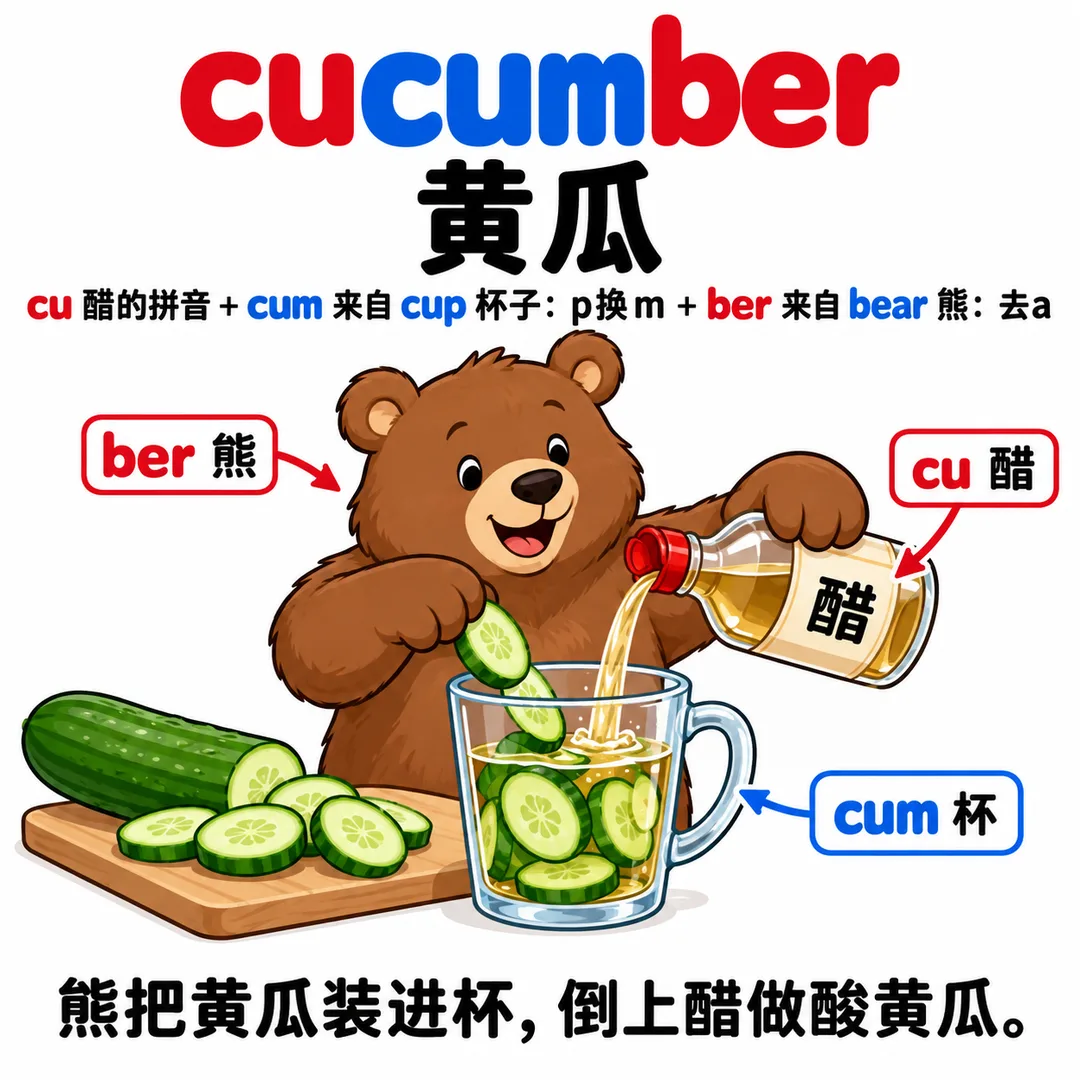 cucumber
黄瓜
cu 醋的拼音 + cum 来自 cup 杯子：p换m + ber 来自 bear 熊：去a
ber 熊
cu 醋
醋
cum 杯
熊把黄瓜装进杯，倒上醋做酸黄瓜。